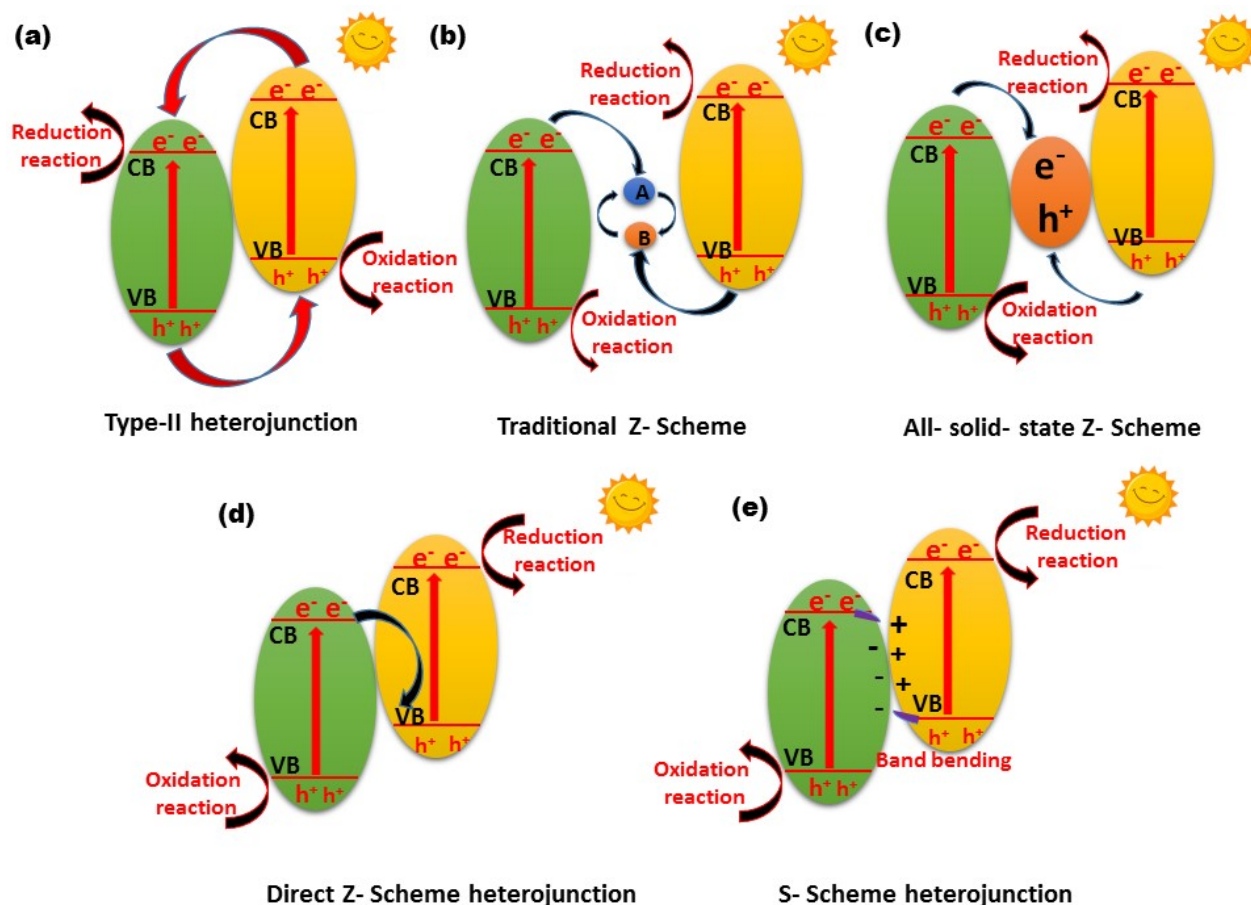 (a)
e⁻ e⁻
CB
Reduction
reaction
e⁻ e⁻
CB
VB
h⁺ h⁺
Oxidation
reaction
VB
h⁺ h⁺
Type-II heterojunction
(b)
Reduction
reaction
e⁻ e⁻
CB
e⁻ e⁻
CB
A
B
VB
h⁺ h⁺
VB
h⁺ h⁺
Oxidation
reaction
Traditional Z- Scheme
(c)
Reduction
reaction
e⁻ e⁻
CB
e⁻ e⁻
CB
e⁻
h⁺
VB
h⁺ h⁺
VB
h⁺ h⁺
Oxidation
reaction
All- solid- state Z- Scheme
(d)
Reduction
reaction
e⁻ e⁻
CB
e⁻ e⁻
CB
VB
h⁺ h⁺
VB
h⁺ h⁺
Oxidation
reaction
Direct Z- Scheme heterojunction
(e)
Reduction
reaction
e⁻ e⁻
CB
e⁻ e⁻
CB
+
- +
- +
-
VB
h⁺ h⁺
Band bending
VB
h⁺ h⁺
Oxidation
reaction
S- Scheme heterojunction